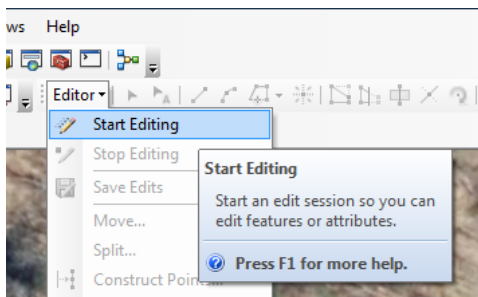 ws Help
Editor
Start Editing
Stop Editing
Save Edits
Move...
Split...
Construct Points...
Start Editing
Start an edit session so you can
edit features or attributes.
Press F1 for more help.